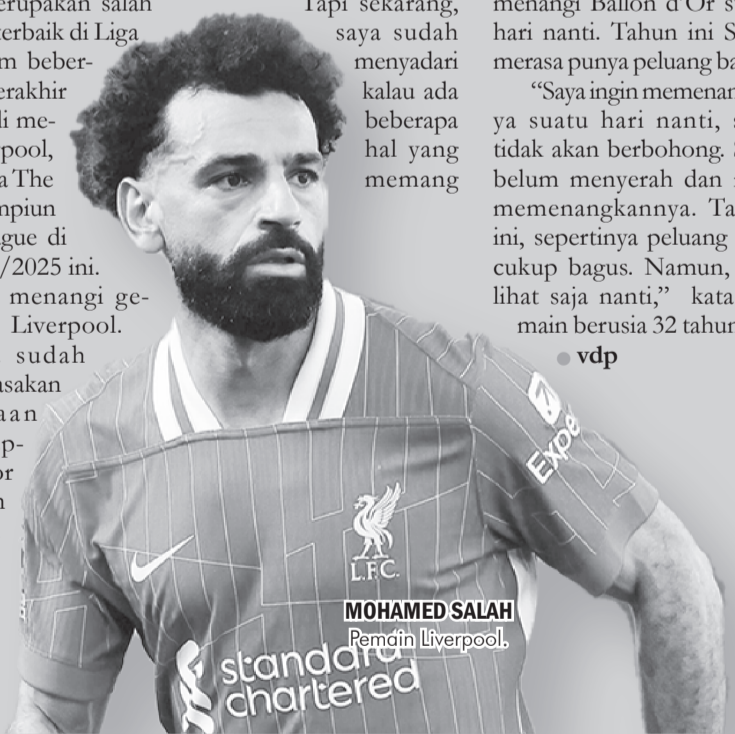 erupakan salah
terbaik di Liga
m beber-
erakhir
di me-
pool,
a The
mpiun
gue di
/2025 ini.
menangi ge-
Liverpool.
sudah
asakan
aan
p-
or
Tapi sekarang,
saya sudah
menyadari
kalau ada
beberapa
hal yang
memang
menangi Ballon d'Or s
hari nanti. Tahun ini S
merasa punya peluang ba
“Saya ingin memenan
ya suatu hari nanti, s
tidak akan berbohong. S
belum menyerah dan
memenangkannya. Ta
ini, sepertinya peluang
cukup bagus. Namun,
lihat saja nanti,” kata
main berusia 32 tahun
vdp
Expe
L.F.C.
MOHAMED SALAH
Pemain Liverpool.
standard
chartered